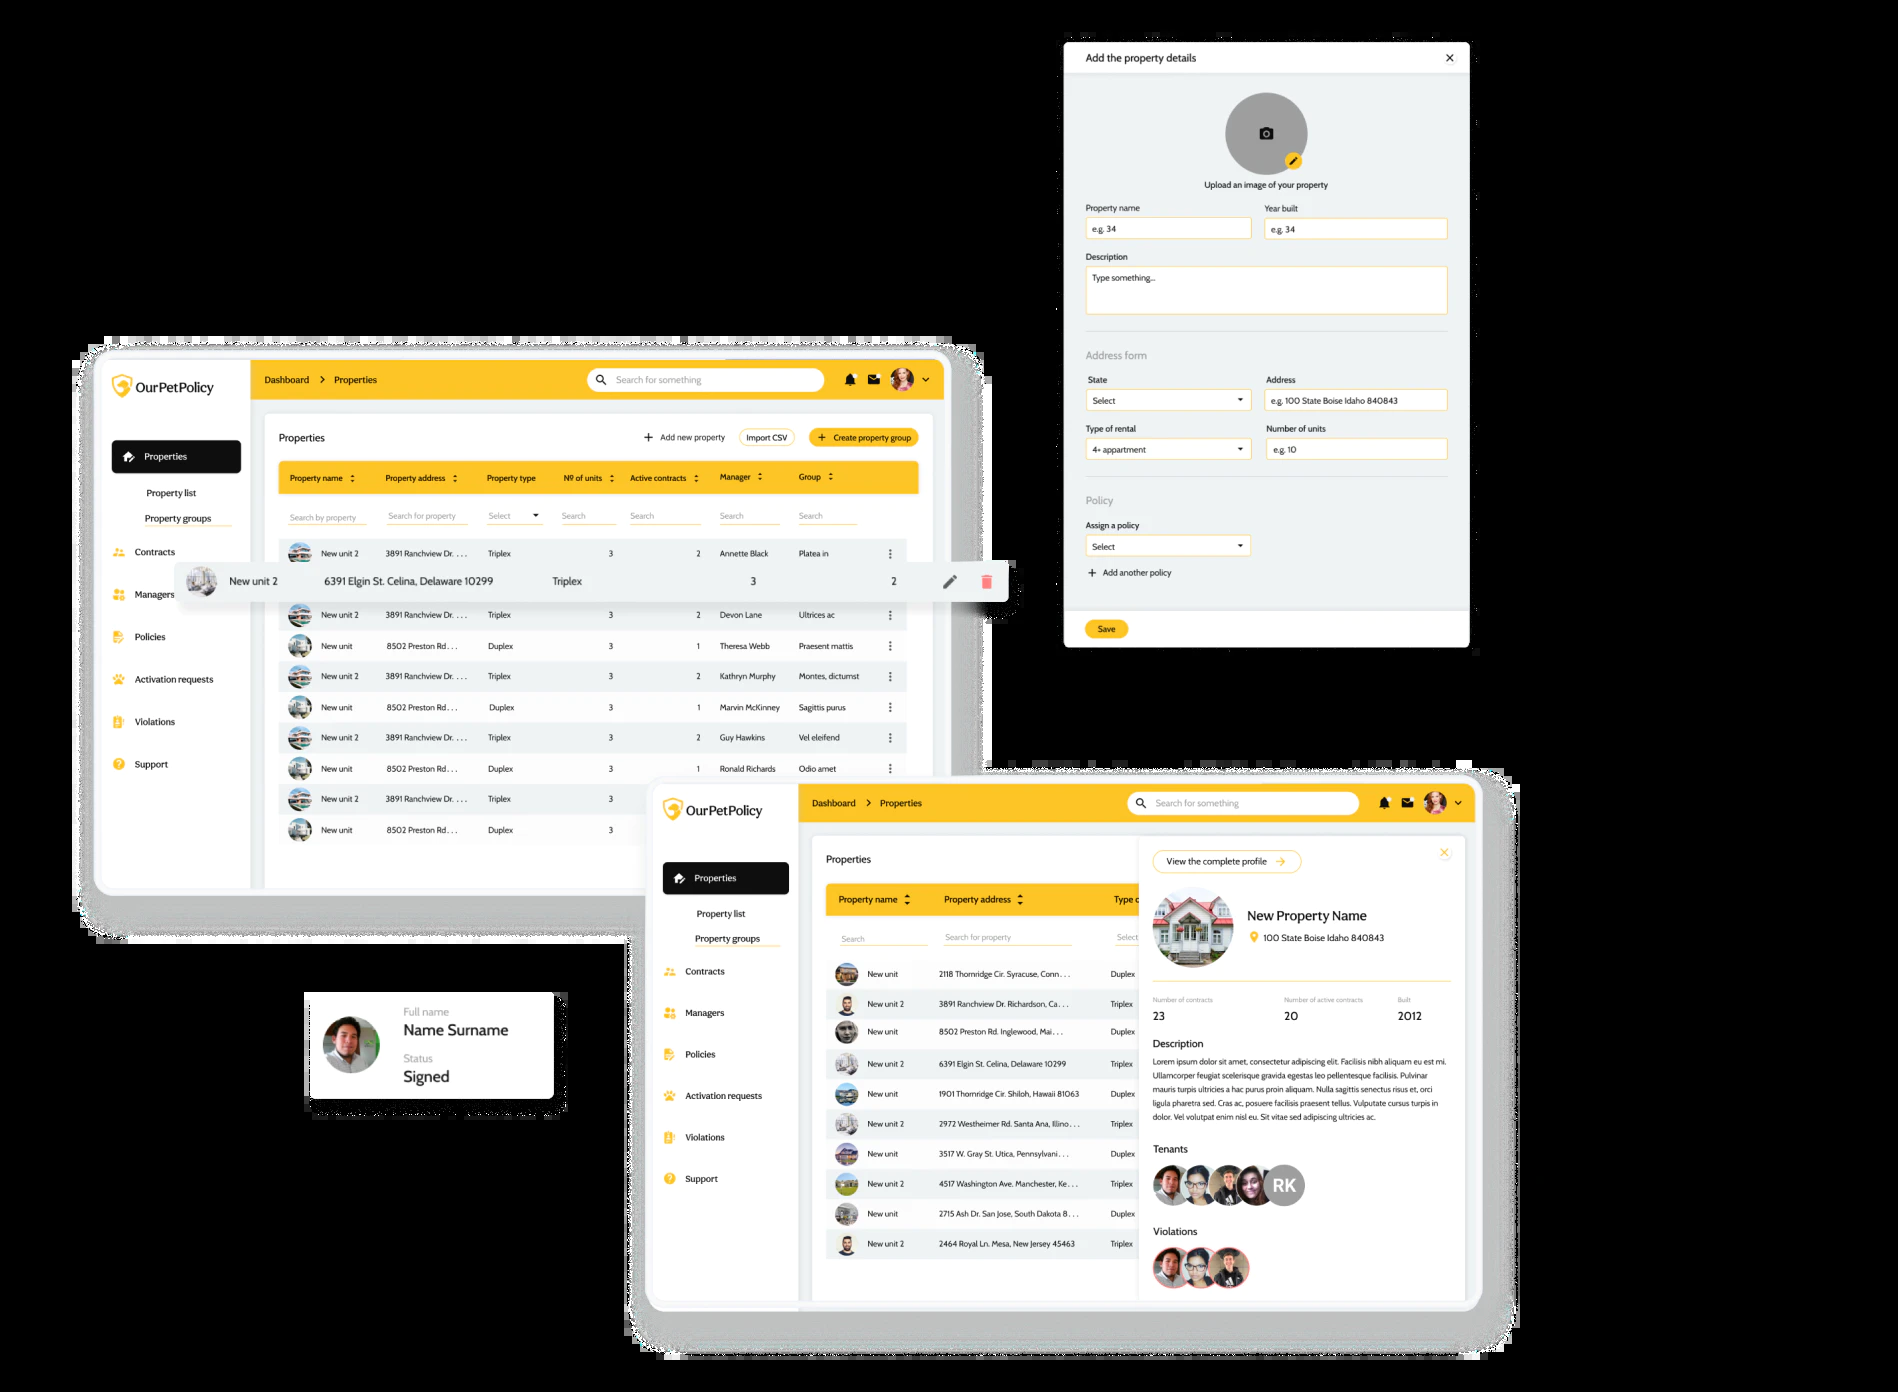 Add the property details
Upload an image of your property
Property name Year built
e.g. 34 e.g. 34
Description
Type something...
Address form
State Address
Select e.g. 100 State Boise Idaho 840843
Type of rental Number of units
4+ appartment e.g. 10
Policy
Assign a policy
Select
+ Add another policy
Save
OurPetPolicy
Dashboard > Properties
Search for something
Properties
Property list
Property groups
Contracts
Managers
Policies
Activation requests
Violations
Support
Properties
+ Add new property
Import CSV
+ Create property group
Property name Property address Property type Nº of units Active contracts Manager Group
Search by property Search for property Select Search Search Search Search
New unit 2 3891 Ranchview Dr. . . . Triplex 3 2 Annette Black Platea in
New unit 2 6391 Elgin St. Celina, Delaware 10299 Triplex 3 2
New unit 2 3891 Ranchview Dr. . . . Triplex 3 2 Devon Lane Ultrices ac
New unit 8502 Preston Rd. . . Duplex 3 1 Theresa Webb Praesent mattis
New unit 2 3891 Ranchview Dr. . . . Triplex 3 2 Kathryn Murphy Montes, dictumst
New unit 8502 Preston Rd. . . Duplex 3 1 Marvin McKinney Sagittis purus
New unit 2 3891 Ranchview Dr. . . . Triplex 3 2 Guy Hawkins Vel eleifend
New unit 8502 Preston Rd. . . Duplex 3 1 Ronald Richards Odio amet
New unit 2 3891 Ranchview Dr. . . . Triplex 3
New unit 8502 Preston Rd. . . Duplex 3
OurPetPolicy
Dashboard > Properties
Search for something
Properties
Property list
Property groups
Contracts
Managers
Policies
Activation requests
Violations
Support
Properties
Property name Property address Type
Search Search for property Select
New unit 2118 Thornridge Cir. Syracuse, Conn. . . Duplex
New unit 2 3891 Ranchview Dr. Richardson, Ca. . . Triplex
New unit 8502 Preston Rd. Inglewood, Mai. . . Duplex
New unit 2 6391 Elgin St. Celina, Delaware 10299 Triplex
New unit 1901 Thornridge Cir. Shiloh, Hawaii 81063 Duplex
New unit 2 2972 Westheimer Rd. Santa Ana, Illino. . . Triplex
New unit 3517 W. Gray St. Utica, Pennsylvani. . . Duplex
New unit 2 4517 Washington Ave. Manchester, Ke. . . Triplex
New unit 2715 Ash Dr. San Jose, South Dakota 8. . . Duplex
New unit 2 2464 Royal Ln. Mesa, New Jersey 45463 Triplex
View the complete profile
New Property Name
100 State Boise Idaho 840843
Number of contracts Number of active contracts Built
23 20 2012
Description
Lorem ipsum dolor sit amet, consectetur adipiscing elit. Facilisis nibh aliquam eu est mi.
Ullamcorper feugiat scelerisque gravida egestas leo pellentesque facilisis. Pulvinar
mauris turpis ultricies a hac purus proin aliquam. Nulla sagittis senectus risus et, orci
ligula pharetra sed. Cras ac, posuere facilisis praesent tellus. Vulputate cursus turpis in
dolor. Vel volutpat enim nisl eu. Sit vitae sed adipiscing ultricies ac.
Tenants
RK
Violations
Full name
Name Surname
Status
Signed